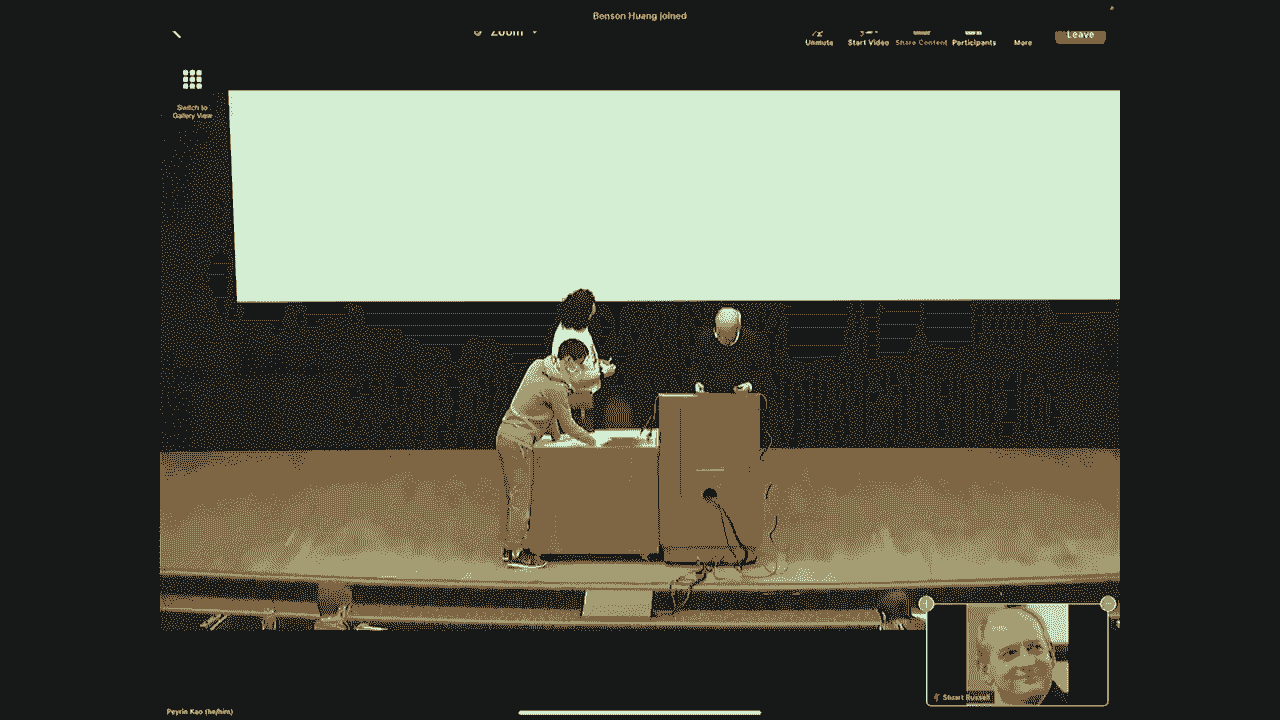 Benson Huang joined
Zoom
Unmute
Start Video
Share Content
Participants
More
Leave
Switch to
Gallery View
Stuart Russell
Peyrin Kao (he/him)